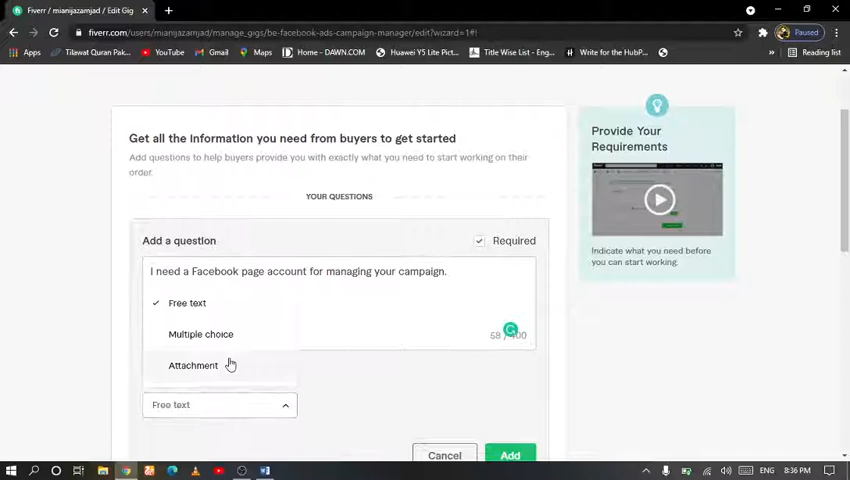 Fiverr / mianijazamjad / Edit Gig
fiverr.com/users/mianijazamjad/manage_gigs/be-facebook-ads-campaign-manager/edit?wizard=1#!
Paused
Apps
Tilawat Quran Pak..
YouTube
Gmail
Maps
Home - DAWN.COM
Huawei Y5 Lite Pict...
Title Wise List - Eng...
Write for the HubP...
Reading list
Get all the information you need from buyers to get started
Add questions to help buyers provide you with exactly what you need to start working on their
order.
YOUR QUESTIONS
Add a question
Required
I need a Facebook page account for managing your campaign.
Free text
Multiple choice
58 / 400
Attachment
Free text
Cancel
Add
Provide Your
Requirements
Indicate what you need before
you can start working.
ENG
8:36 PM